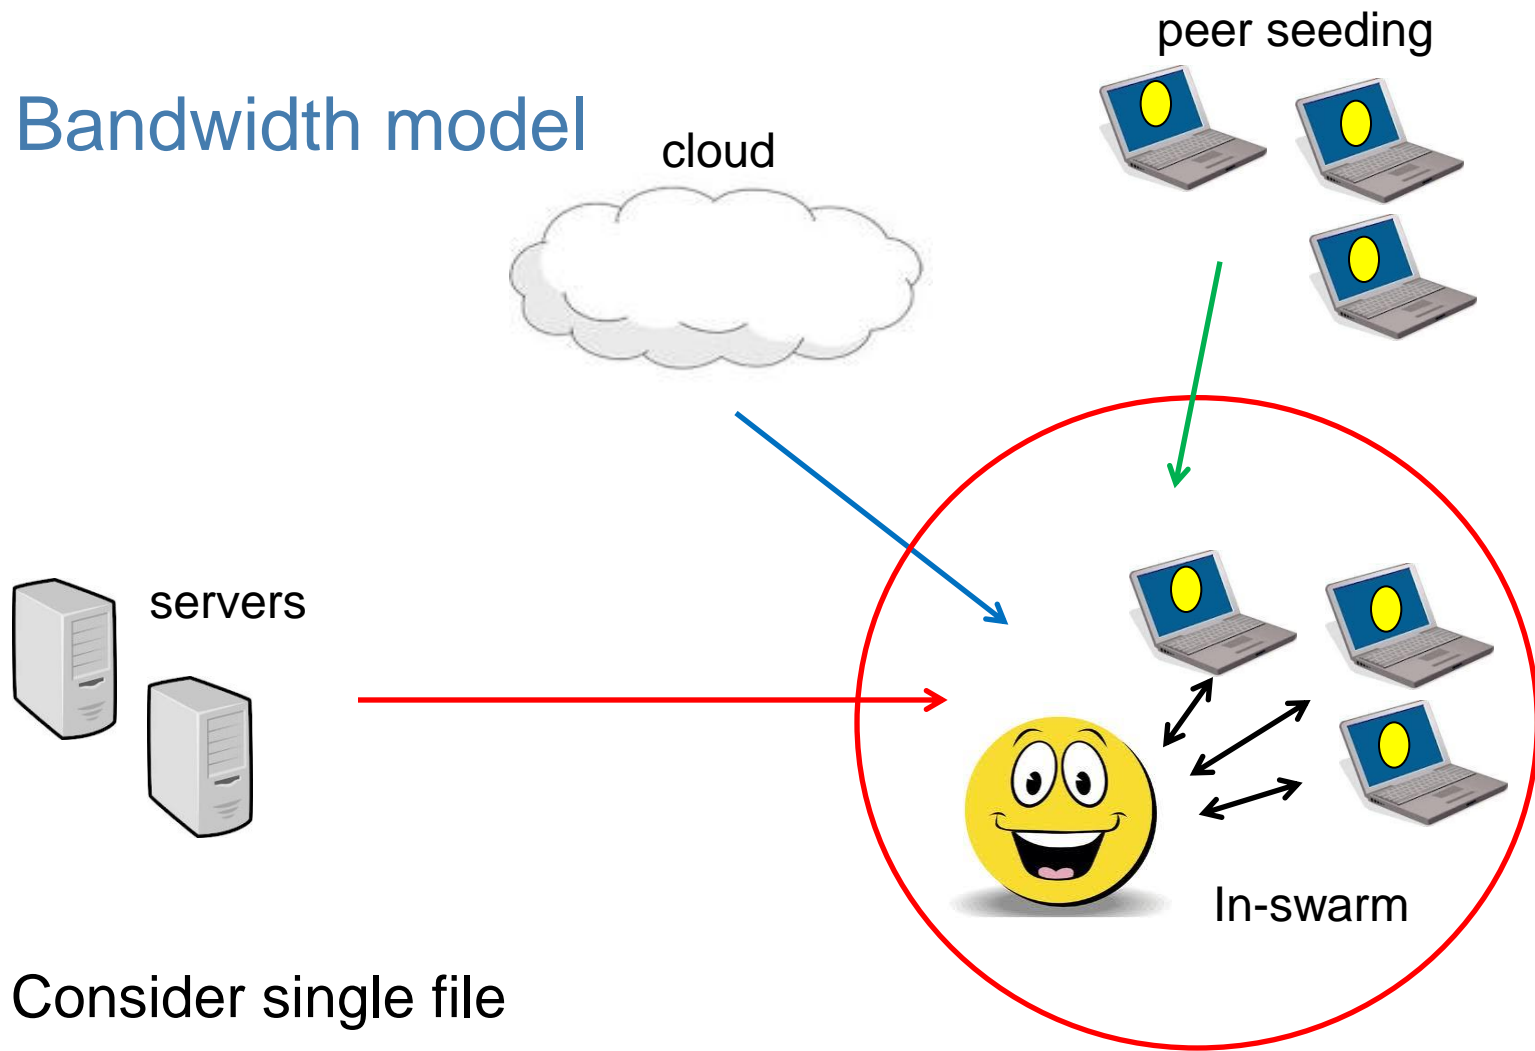 peer seeding
Bandwidth model
cloud
servers
In-swarm
Consider single file